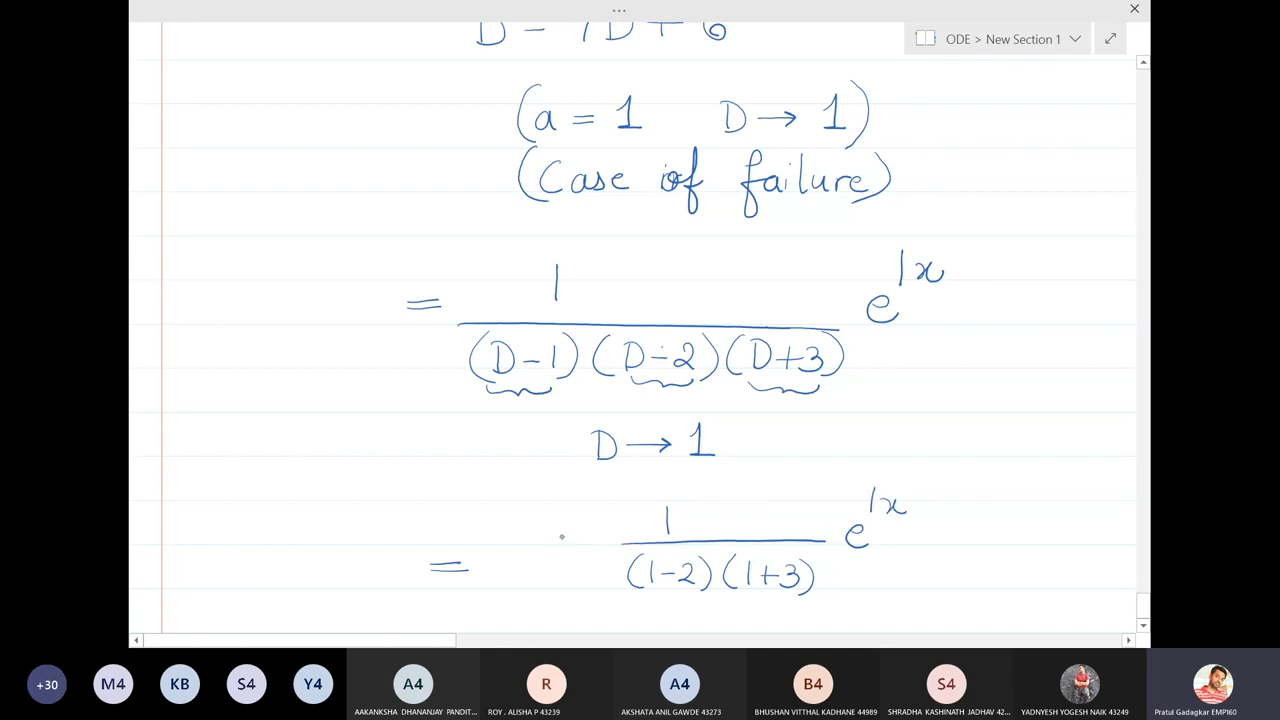 ODE > New Section 1
D - 7D + 6
(a = 1 D → 1)
(Case of failure)
= 1 / (D-1)(D-2)(D+3) e^1x
D → 1
= 1 / (1-2)(1+3) e^1x
+30 M4 KB S4 Y4 A4 R A4 B4 S4
AAKANKSHA DHANANJAY PANDIT... ROY . ALISHA P 43239 AKSHATA ANIL GAWDE 43273 BHUSHAN VITTHAL KADHANE 44989 SHRADHA KASHINATH JADHAV 42... YADNYESH YOGESH NAIK 43249 Pratul Gadagkar EMP160